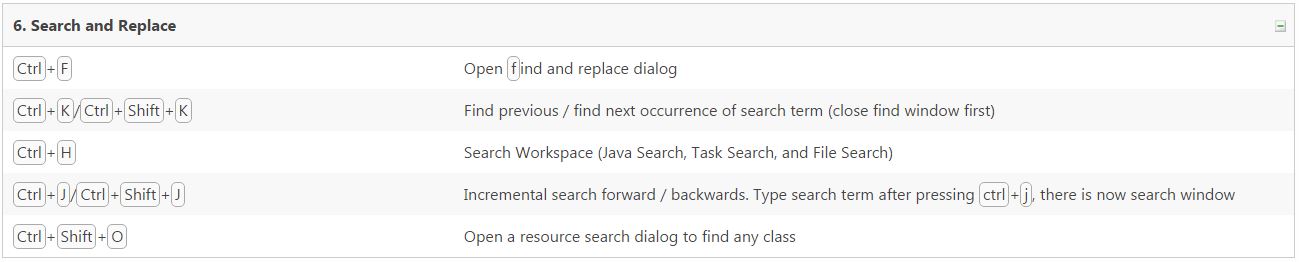 6. Search and Replace
Ctrl+F Open find and replace dialog
Ctrl+K/Ctrl+Shift+K Find previous / find next occurrence of search term (close find window first)
Ctrl+H Search Workspace (Java Search, Task Search, and File Search)
Ctrl+J/Ctrl+Shift+J Incremental search forward / backwards. Type search term after pressing ctrl+j, there is now search window
Ctrl+Shift+O Open a resource search dialog to find any class